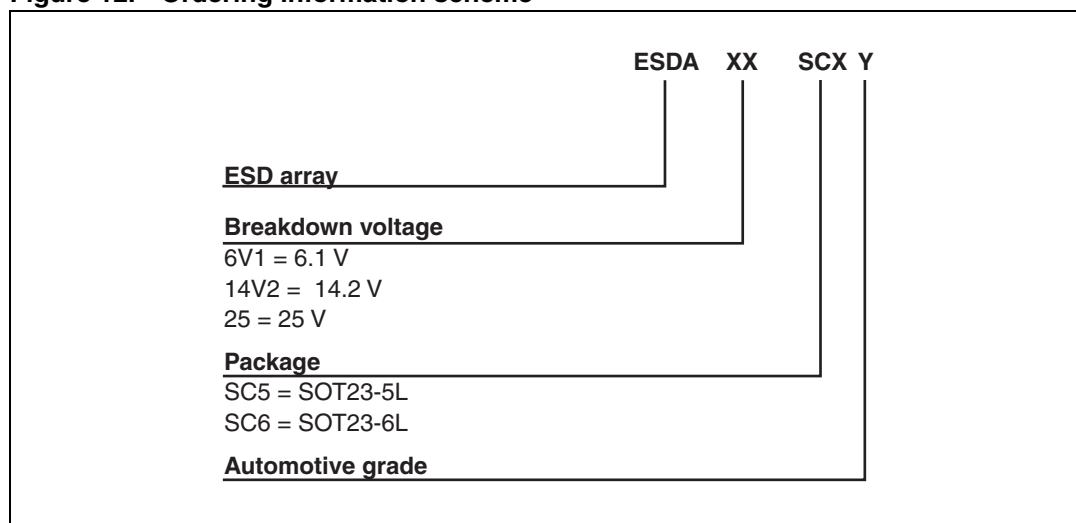 ESDA XX SCX Y
ESD array
Breakdown voltage
6V1 = 6.1 V
14V2 = 14.2 V
25 = 25 V
Package
SC5 = SOT23-5L
SC6 = SOT23-6L
Automotive grade